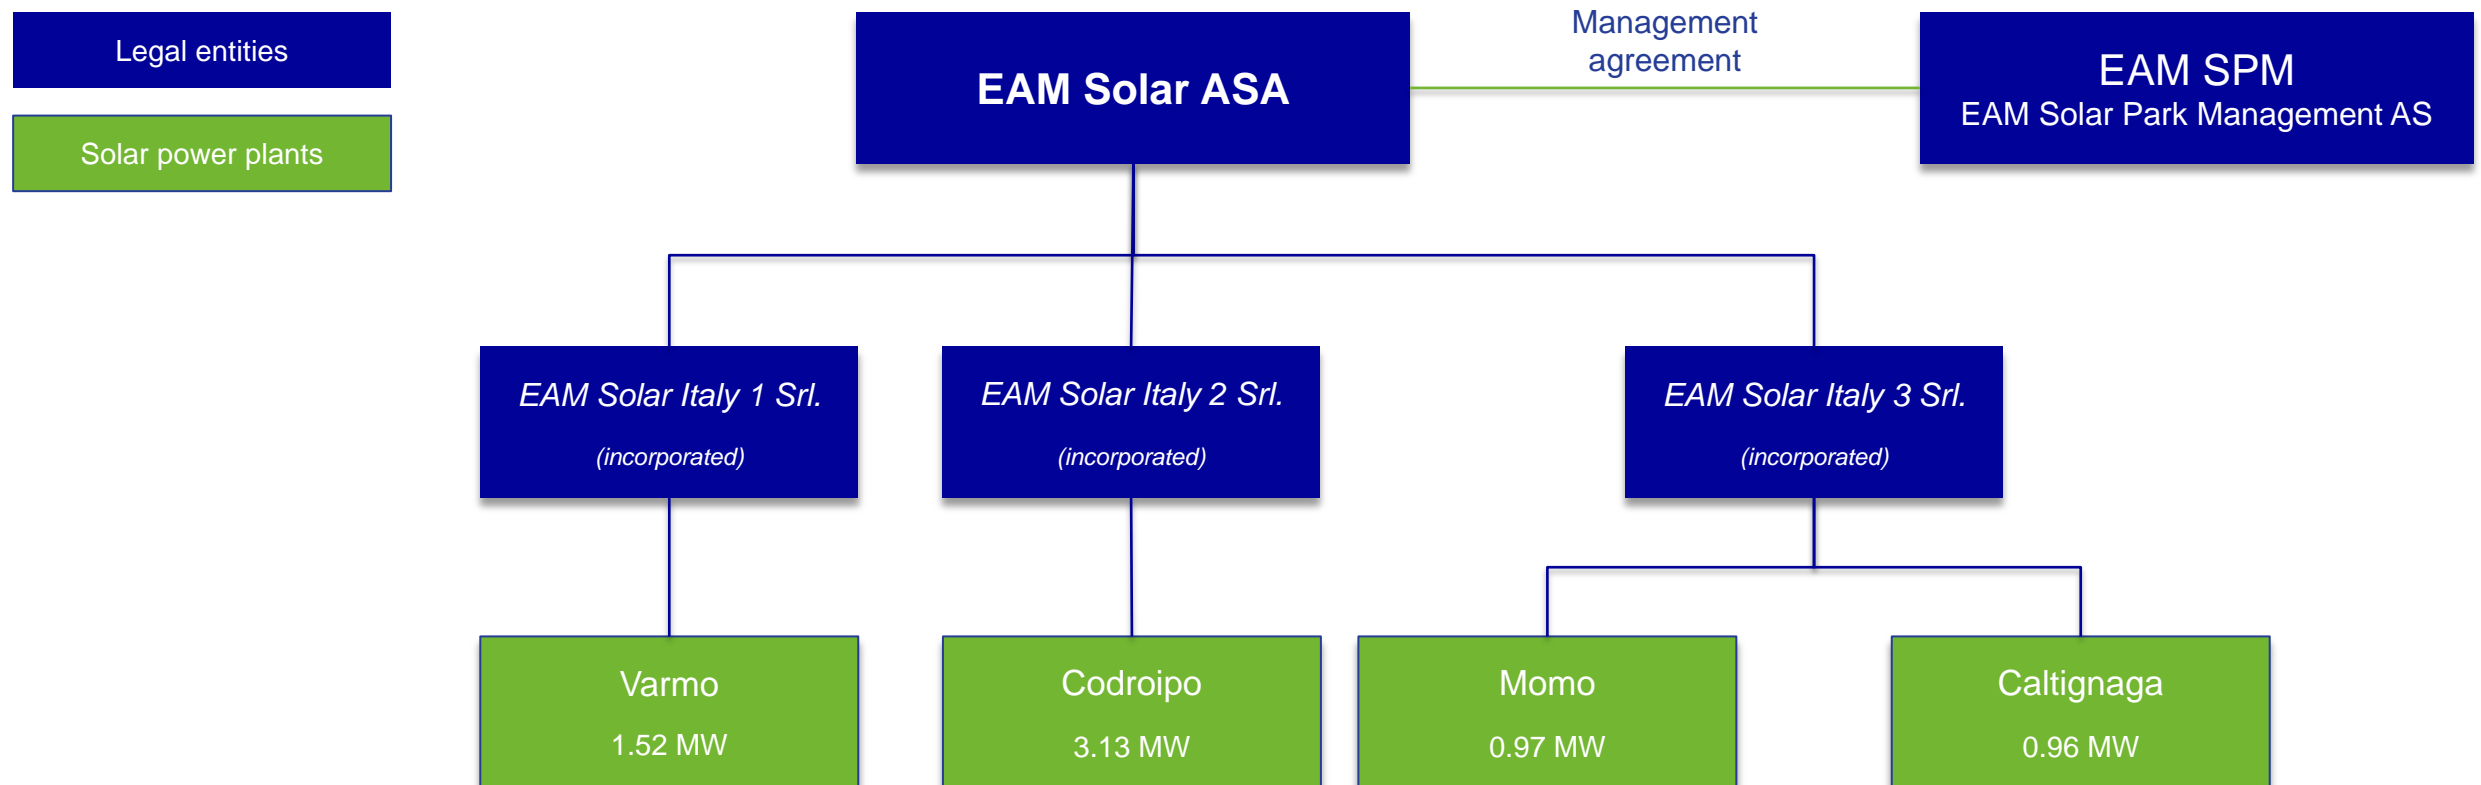 Legal entities
Solar power plants
EAM Solar ASA
Management
agreement
EAM SPM
EAM Solar Park Management AS
EAM Solar Italy 1 Srl.
(incorporated)
EAM Solar Italy 2 Srl.
(incorporated)
EAM Solar Italy 3 Srl.
(incorporated)
Varmo
1.52 MW
Codroipo
3.13 MW
Momo
0.97 MW
Caltignaga
0.96 MW